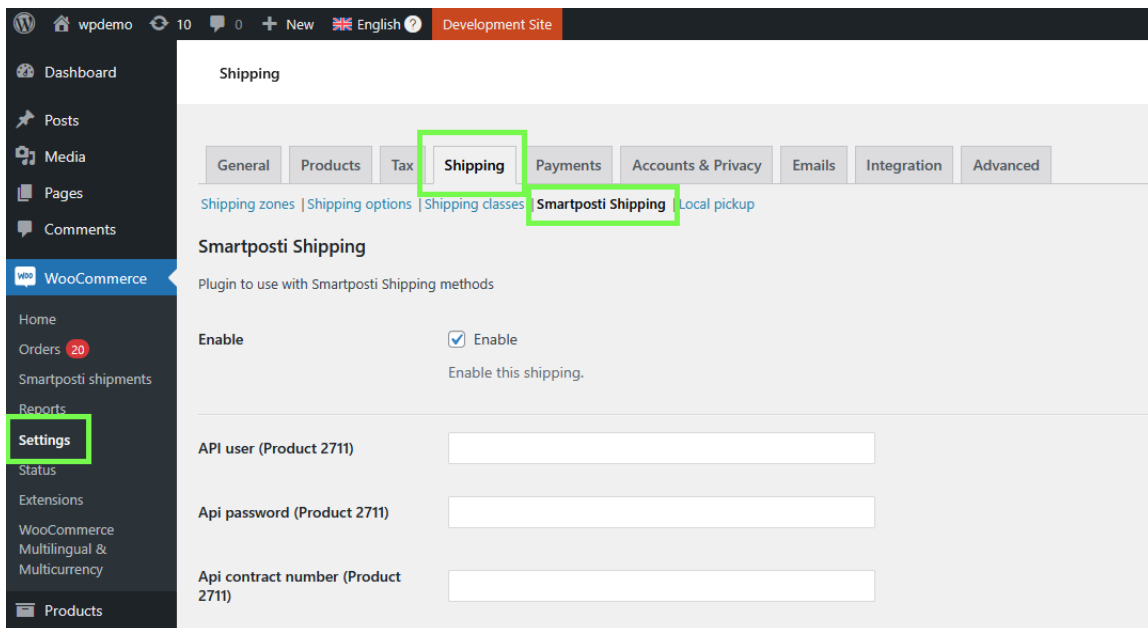 wpdemo 10 0 New English ? Development Site
Dashboard
Posts
Media
Pages
Comments
WooCommerce
Home
Orders 20
Smartposti shipments
Reports
Settings
Status
Extensions
WooCommerce
Multilingual &
Multicurrency
Products
Shipping
General Products Tax Shipping Payments Accounts & Privacy Emails Integration Advanced
Shipping zones | Shipping options | Shipping classes | Smartposti Shipping | Local pickup
Smartposti Shipping
Plugin to use with Smartposti Shipping methods
Enable Enable
Enable this shipping.
API user (Product 2711)
Api password (Product 2711)
Api contract number (Product
2711)